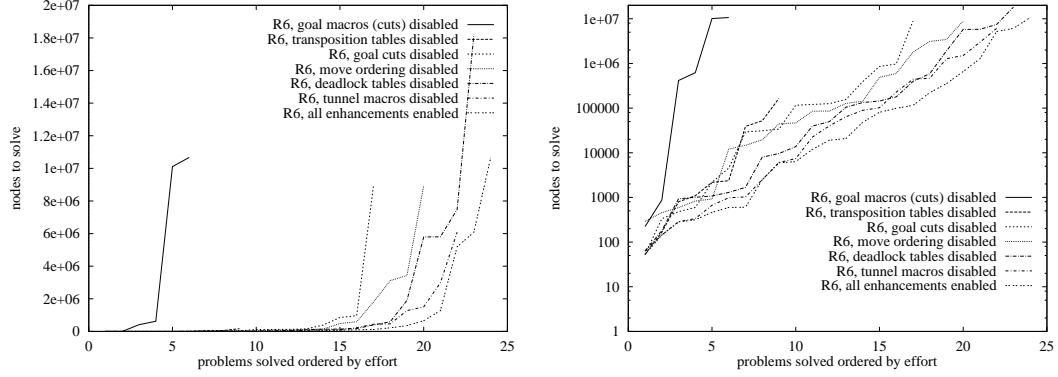 2e+07
1.8e+07
1.6e+07
1.4e+07
1.2e+07
1e+07
8e+06
6e+06
4e+06
2e+06
0
nodes to solve
R6, goal macros (cuts) disabled
R6, transposition tables disabled
R6, goal cuts disabled
R6, move ordering disabled
R6, deadlock tables disabled
R6, tunnel macros disabled
R6, all enhancements enabled
0 5 10 15 20 25
problems solved ordered by effort
1e+07
1e+06
100000
10000
1000
100
10
1
nodes to solve
R6, goal macros (cuts) disabled
R6, transposition tables disabled
R6, goal cuts disabled
R6, move ordering disabled
R6, deadlock tables disabled
R6, tunnel macros disabled
R6, all enhancements enabled
0 5 10 15 20 25
problems solved ordered by effort